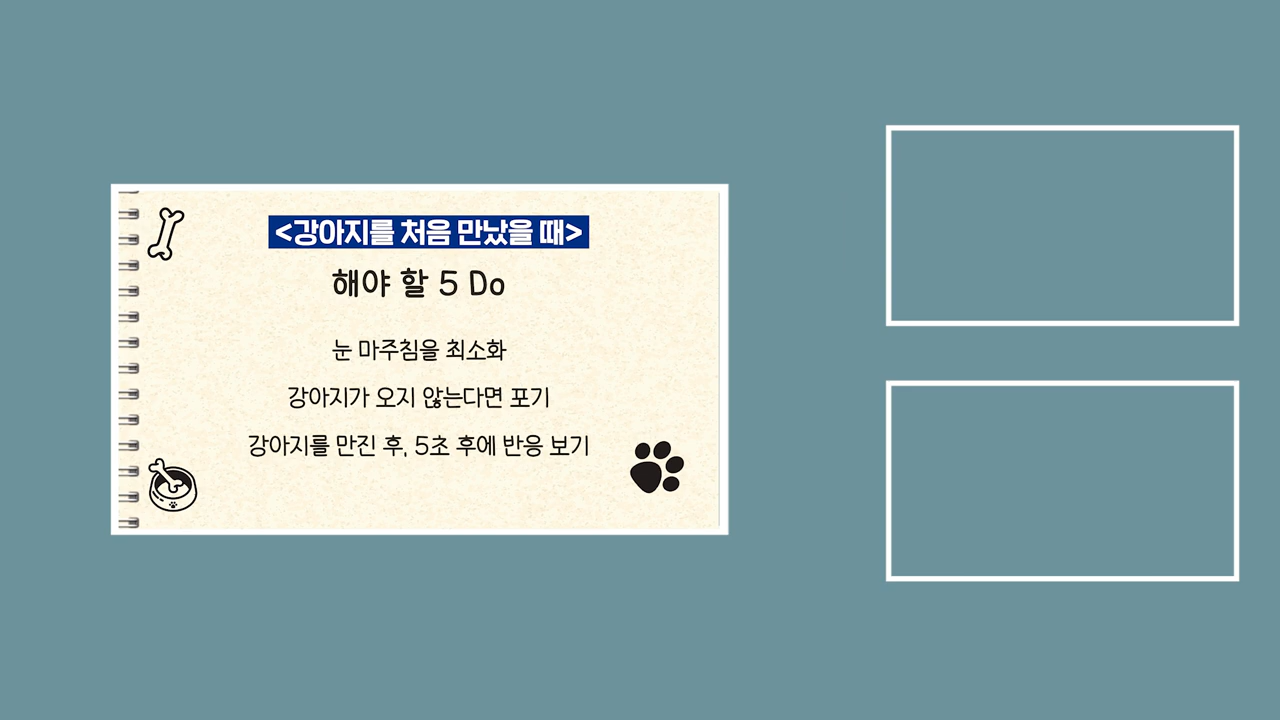 <강아지를 처음 만났을 때>
해야 할 5 Do
눈 마주침을 최소화
강아지가 오지 않는다면 포기
강아지를 만진 후, 5초 후에 반응 보기